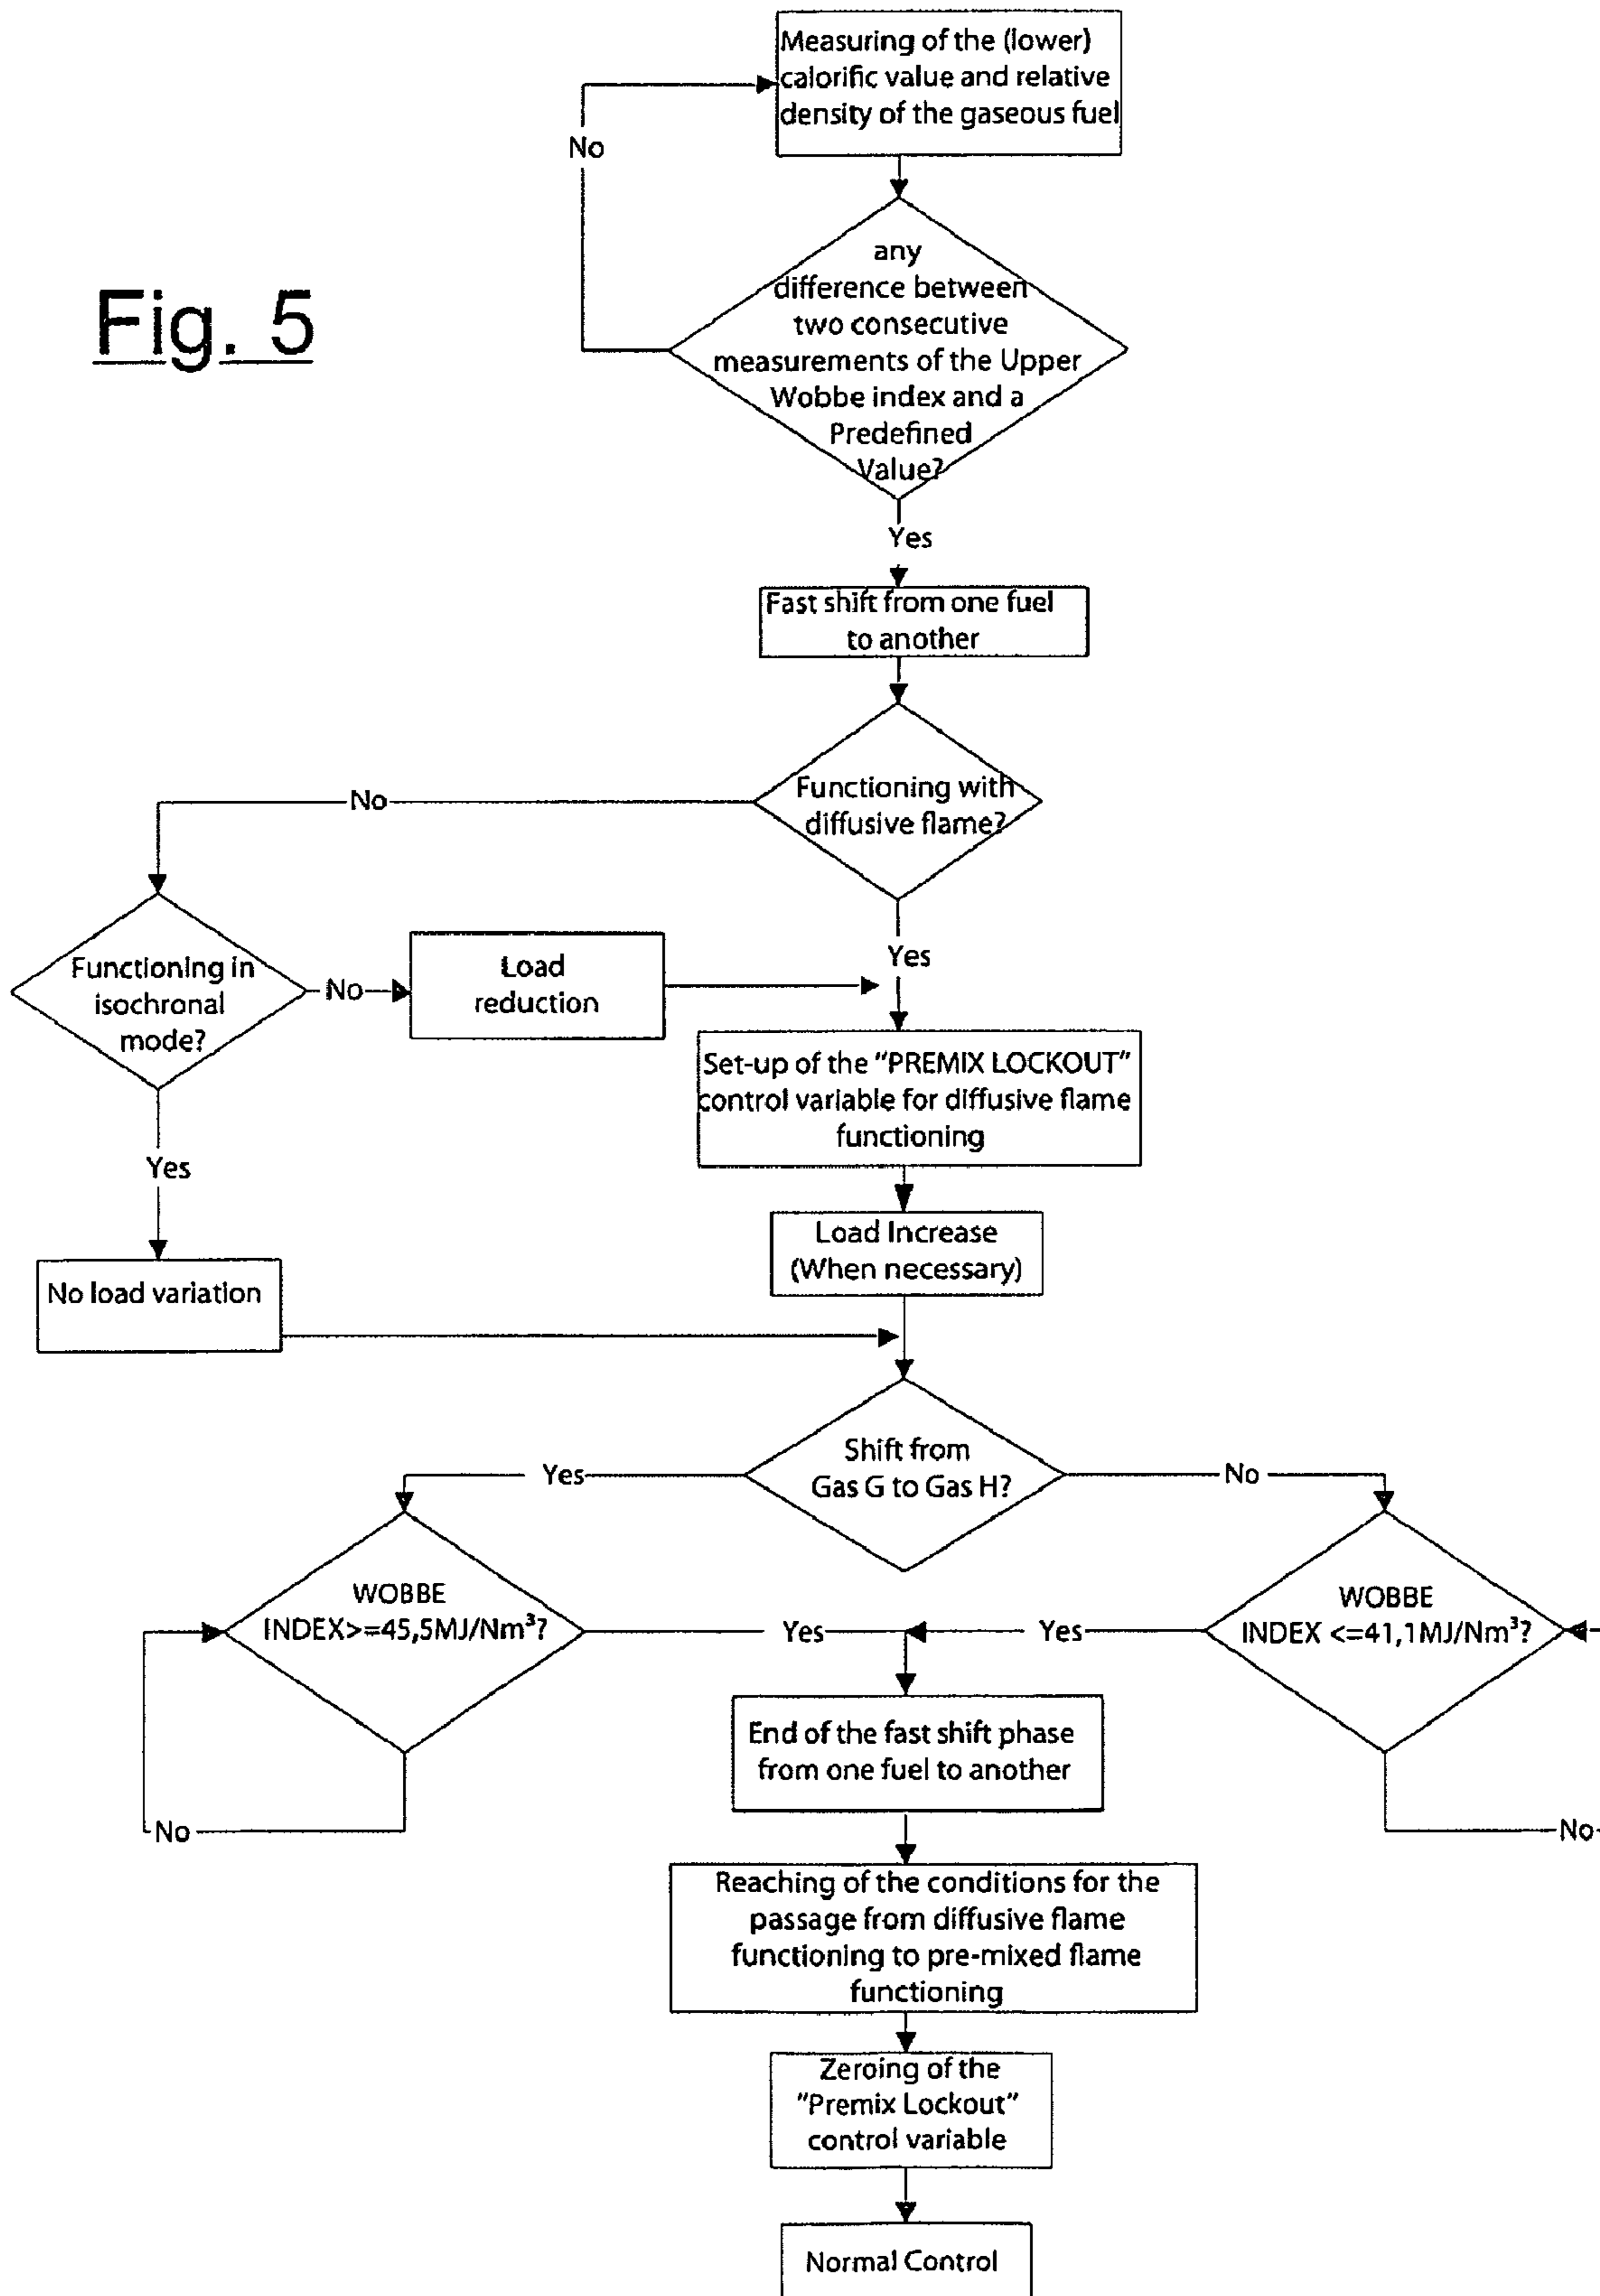 Measuring of the (lower)
calorific value and relative
density of the gaseous fuel
No
any
difference between
two consecutive
measurements of the Upper
Wobbe index and a
Predefined
Value?
Fig. 5
Yes
Fast shift from one fuel
to another
Functioning with
diffusive flame?
No
Yes
Functioning in
isochronal
mode?
No
Load
reduction
Set-up of the "PREMIX LOCKOUT"
control variable for diffusive flame
functioning
Yes
Load Increase
(When necessary)
No load variation
Shift from
Gas G to Gas H?
Yes
No
WOBBE
INDEX>=45,5MJ/Nm³?
Yes
Yes
WOBBE
INDEX <=41,1MJ/Nm³?
End of the fast shift phase
from one fuel to another
No
No
Reaching of the conditions for the
passage from diffusive flame
functioning to pre-mixed flame
functioning
Zeroing of the
"Premix Lockout"
control variable
Normal Control